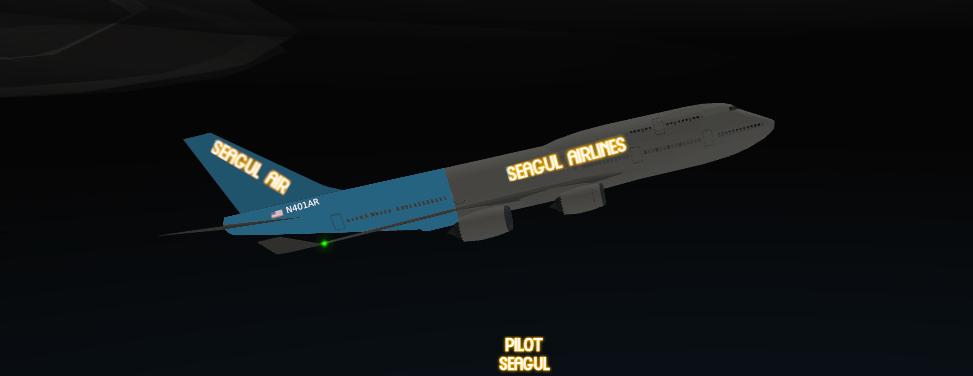 SEAGUL AIR
SEAGUL AIRLINES
N401AR
PILOT
SEAGUL